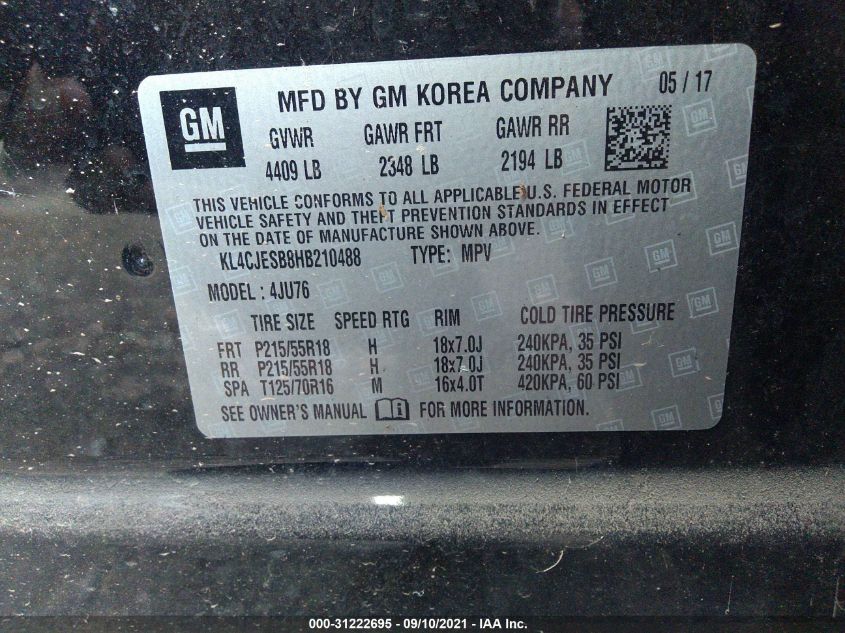 GM MFD BY GM KOREA COMPANY 05 / 17
GVWR GAWR FRT GAWR RR
4409 LB 2348 LB 2194 LB
THIS VEHICLE CONFORMS TO ALL APPLICABLE U.S. FEDERAL MOTOR
VEHICLE SAFETY AND THEFT PREVENTION STANDARDS IN EFFECT
ON THE DATE OF MANUFACTURE SHOWN ABOVE.
KL4CJESB8HB210488 TYPE: MPV
MODEL : 4JU76
TIRE SIZE SPEED RTG RIM COLD TIRE PRESSURE
FRT P215/55R18 H 18x7.0J 240KPA, 35 PSI
RR P215/55R18 H 18x7.0J 240KPA, 35 PSI
SPA T125/70R16 M 16x4.0T 420KPA, 60 PSI
SEE OWNER'S MANUAL FOR MORE INFORMATION.
000-31222695 - 09/10/2021 - IAA Inc.